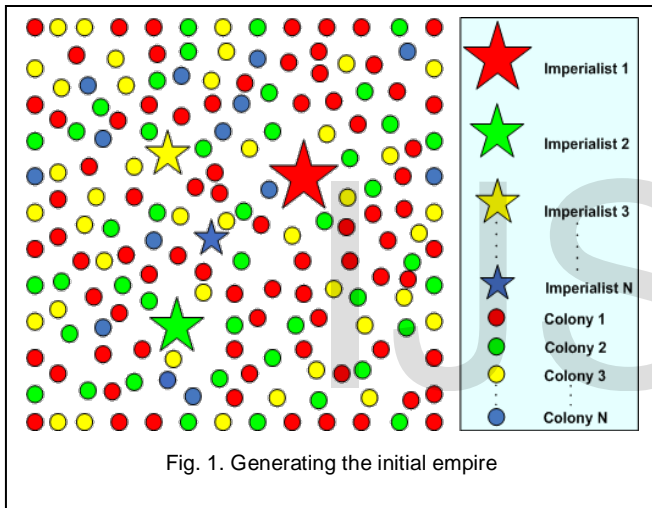 Imperialist 1
Imperialist 2
Imperialist 3
Imperialist N
Colony 1
Colony 2
Colony 3
Colony N
IJS
Fig. 1. Generating the initial empire